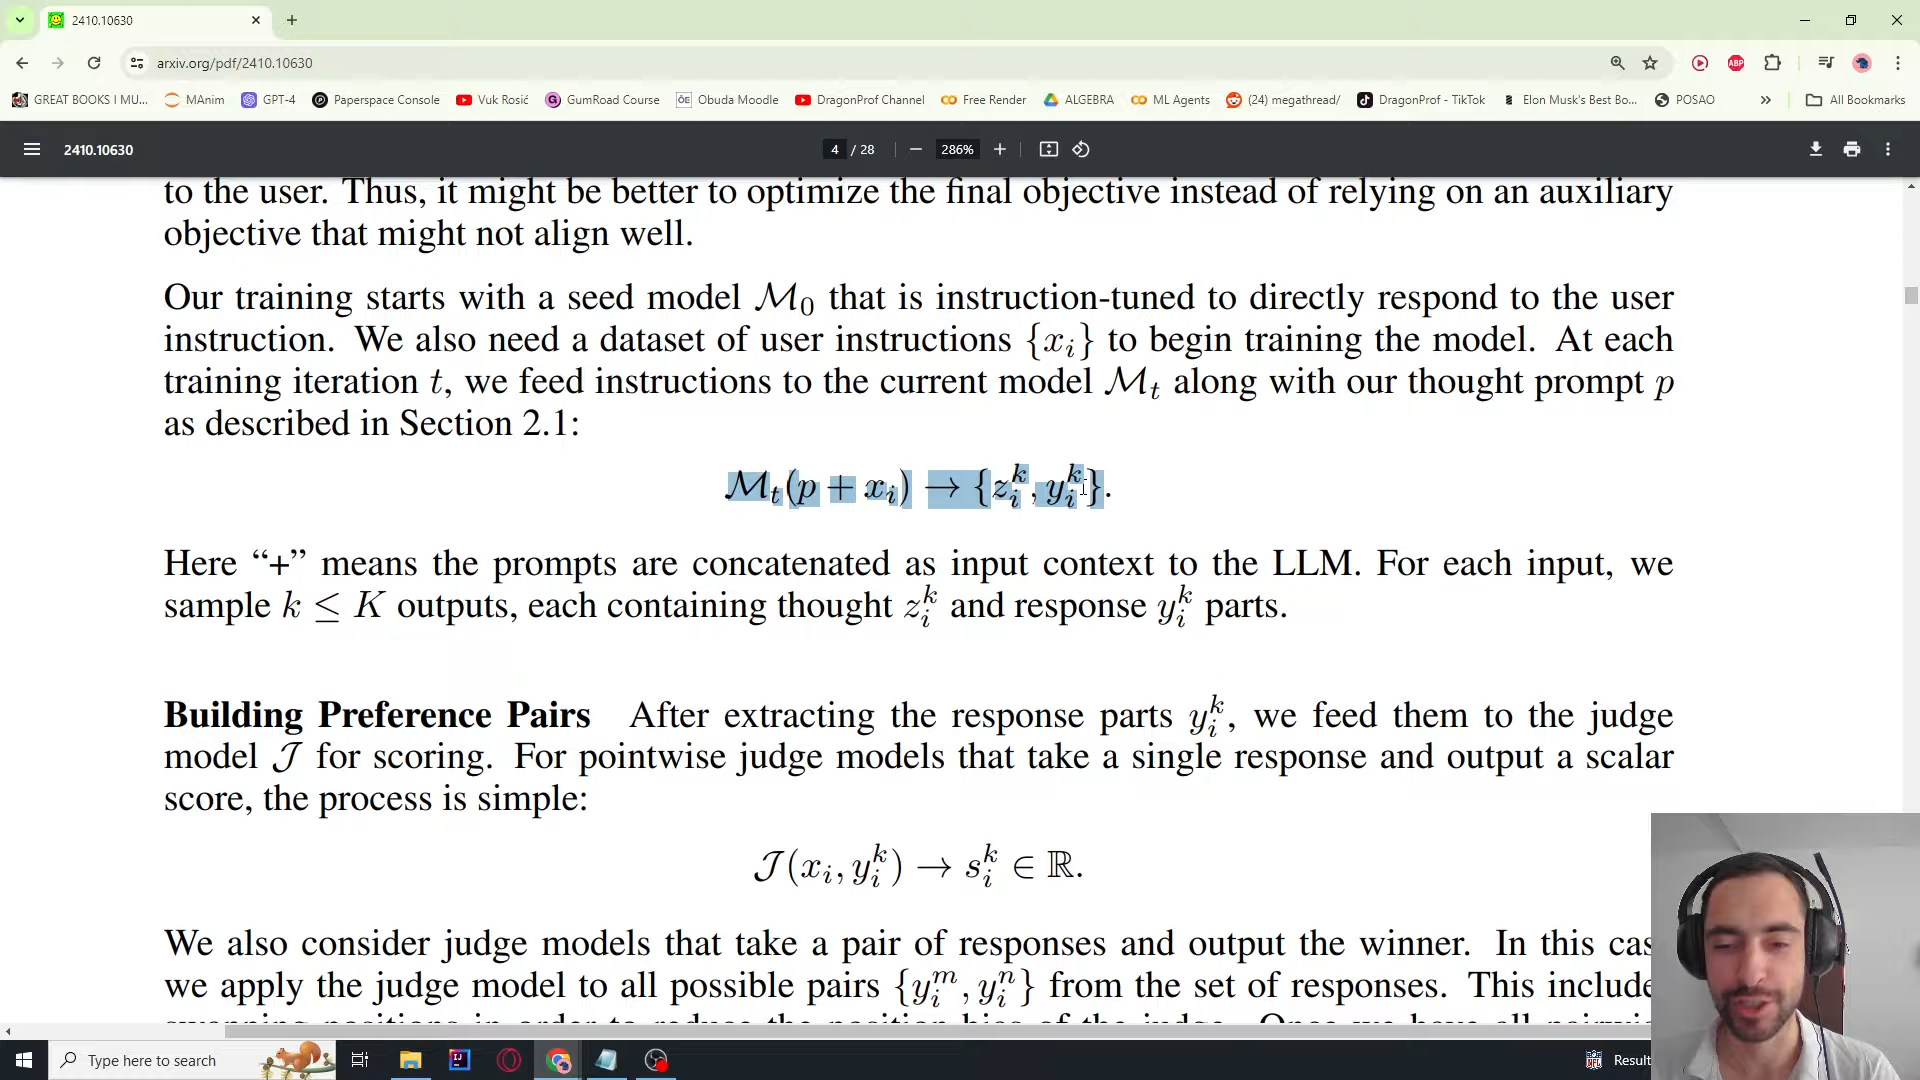 2410.10630
arxiv.org/pdf/2410.10630
GREAT BOOKS I MU... MAnim GPT-4 Paperspace Console Vuk Rosić GumRoad Course Obuda Moodle DragonProf Channel Free Render ALGEBRA ML Agents (24) megathread/ DragonProf - TikTok Elon Musk's Best Bo... POSAO » All Bookmarks
2410.10630 4 / 28 286%
to the user. Thus, it might be better to optimize the final objective instead of relying on an auxiliary
objective that might not align well.
Our training starts with a seed model ℳ₀ that is instruction-tuned to directly respond to the user
instruction. We also need a dataset of user instructions {xᵢ} to begin training the model. At each
training iteration t, we feed instructions to the current model ℳₜ along with our thought prompt p
as described in Section 2.1:
ℳₜ(p + xᵢ) → {zᵢᵏ, yᵢᵏ}.
Here “+” means the prompts are concatenated as input context to the LLM. For each input, we
sample k ≤ K outputs, each containing thought zᵢᵏ and response yᵢᵏ parts.
Building Preference Pairs After extracting the response parts yᵢᵏ, we feed them to the judge
model 𝒥 for scoring. For pointwise judge models that take a single response and output a scalar
score, the process is simple:
𝒥(xᵢ, yᵢᵏ) → sᵢᵏ ∈ ℝ.
We also consider judge models that take a pair of responses and output the winner. In this cas
we apply the judge model to all possible pairs {yᵢᵐ, yᵢⁿ} from the set of responses. This include
Type here to search Result